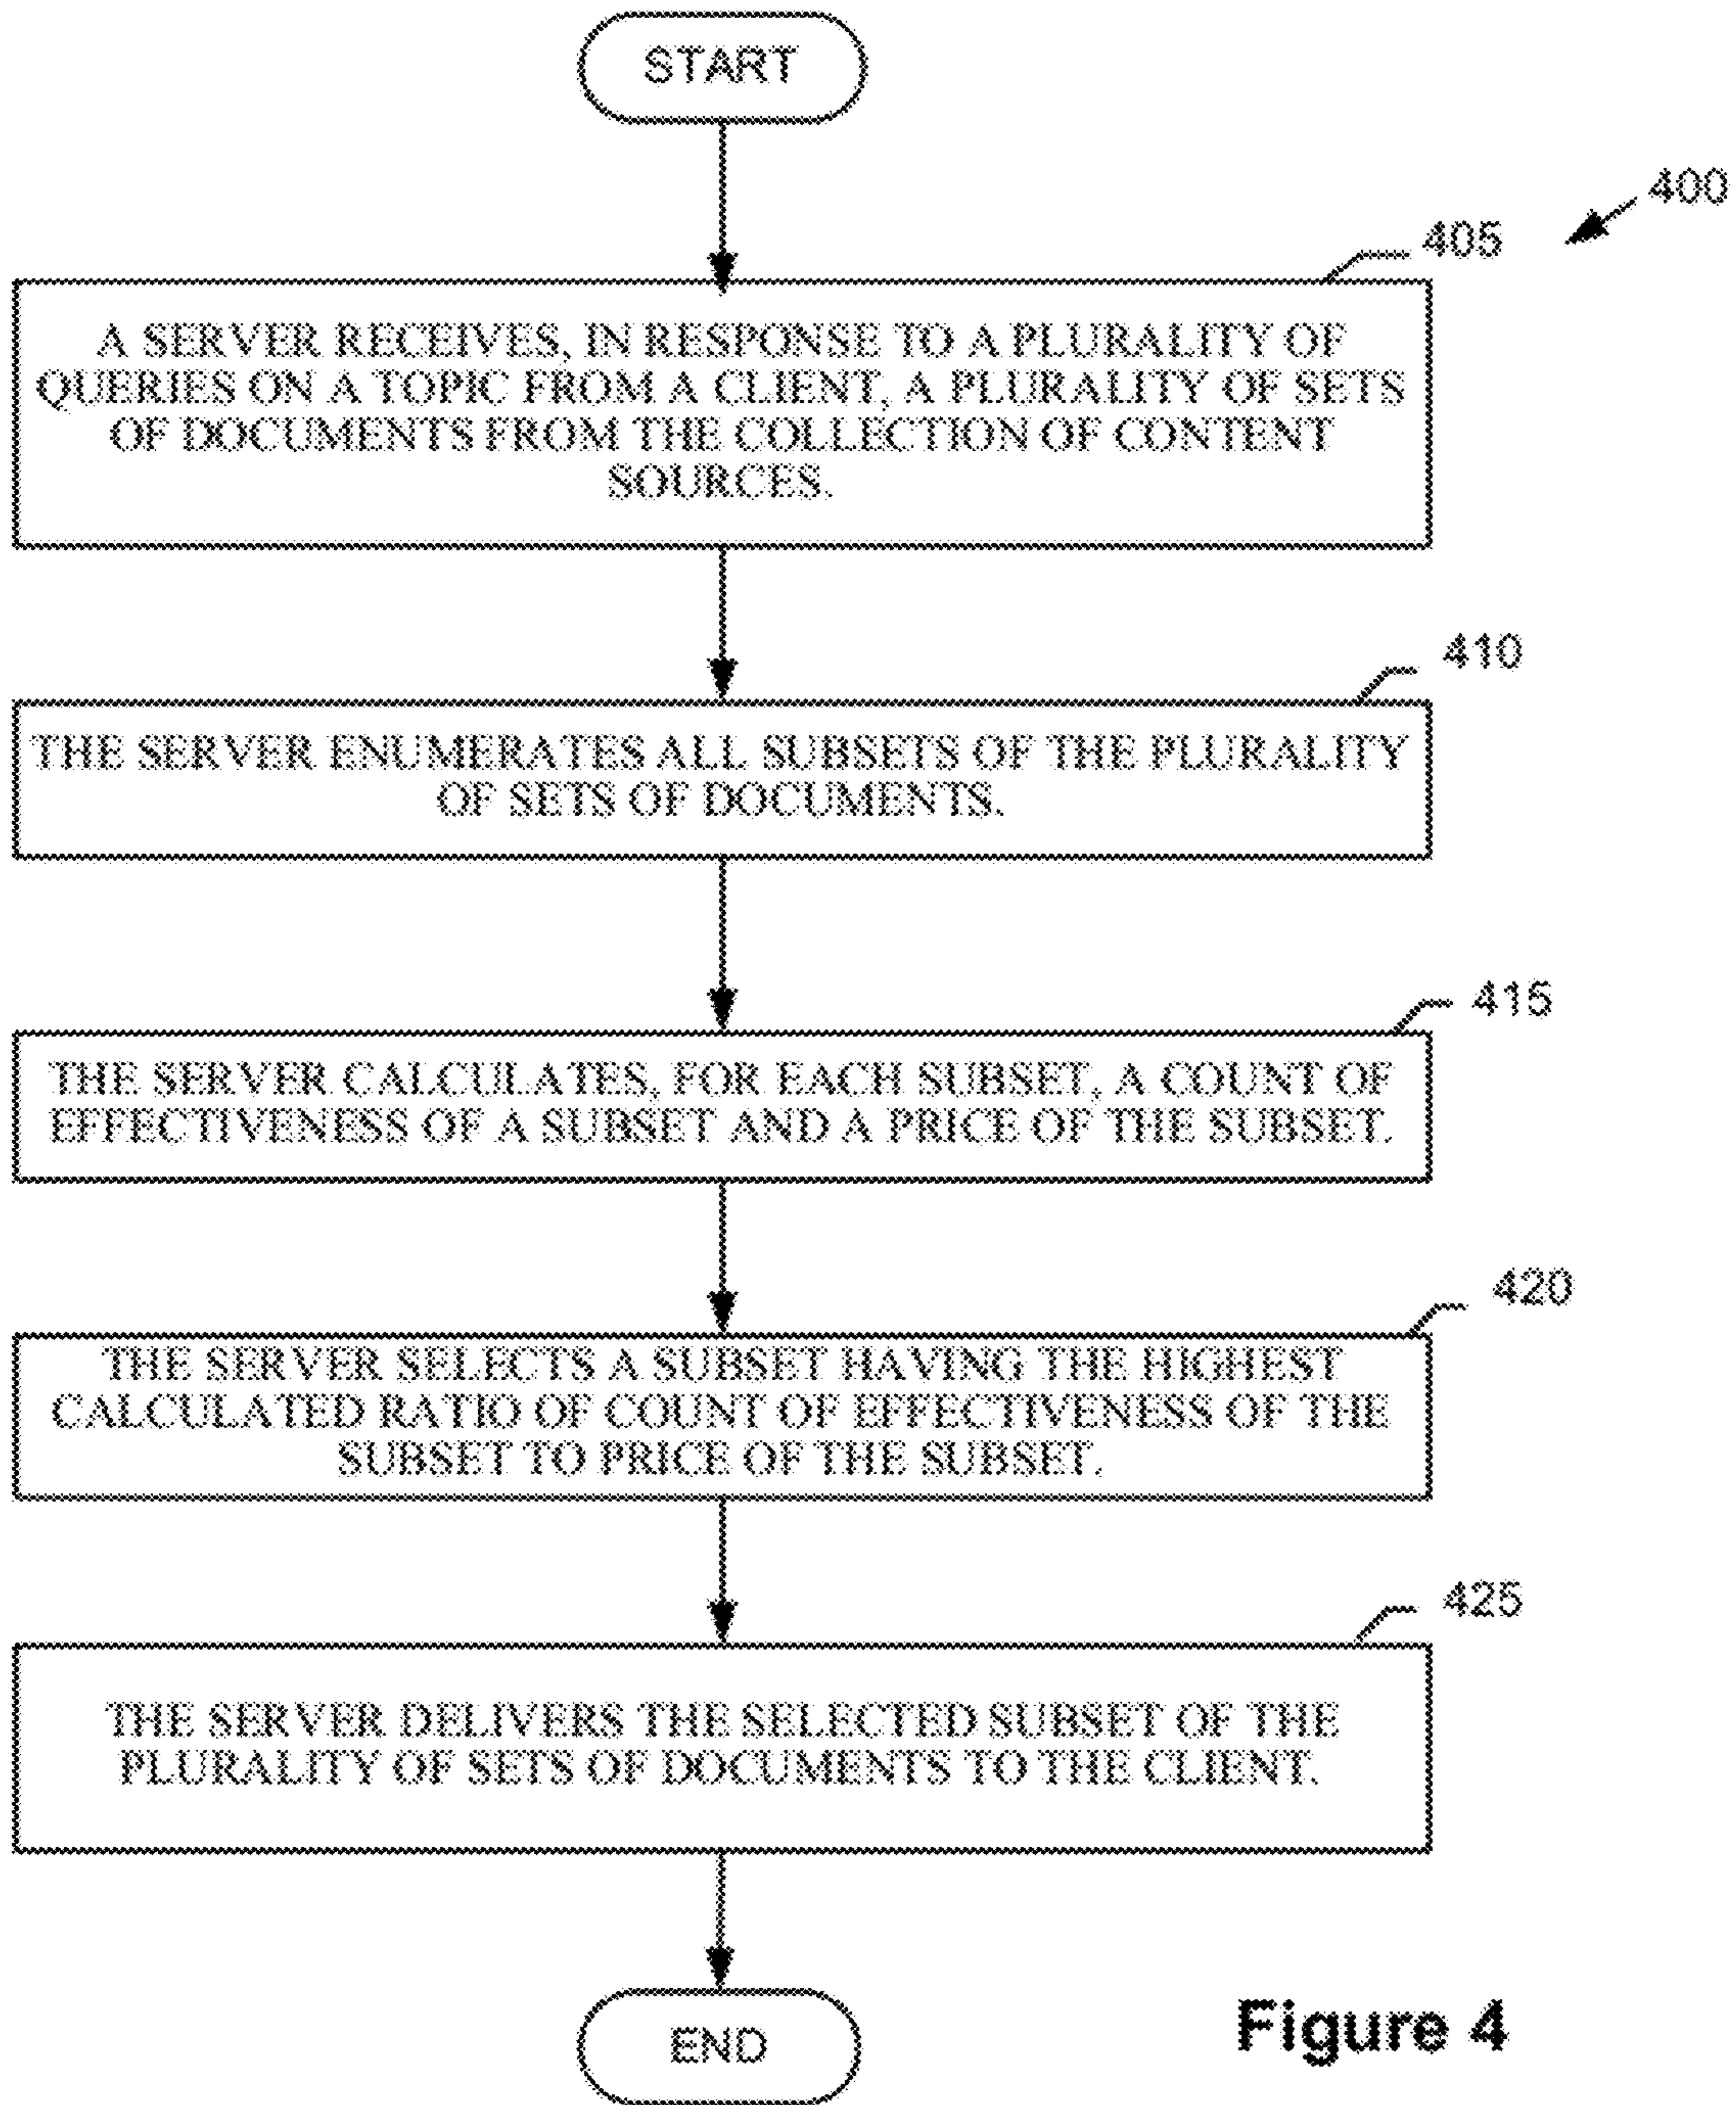 START
400
405
A SERVER RECEIVES, IN RESPONSE TO A PLURALITY OF
QUERIES ON A TOPIC FROM A CLIENT, A PLURALITY OF SETS
OF DOCUMENTS FROM THE COLLECTION OF CONTENT
SOURCES.
410
THE SERVER ENUMERATES ALL SUBSETS OF THE PLURALITY
OF SETS OF DOCUMENTS.
415
THE SERVER CALCULATES, FOR EACH SUBSET, A COUNT OF
EFFECTIVENESS OF A SUBSET AND A PRICE OF THE SUBSET.
420
THE SERVER SELECTS A SUBSET HAVING THE HIGHEST
CALCULATED RATIO OF COUNT OF EFFECTIVENESS OF THE
SUBSET TO PRICE OF THE SUBSET.
425
THE SERVER DELIVERS THE SELECTED SUBSET OF THE
PLURALITY OF SETS OF DOCUMENTS TO THE CLIENT.
END
Figure 4